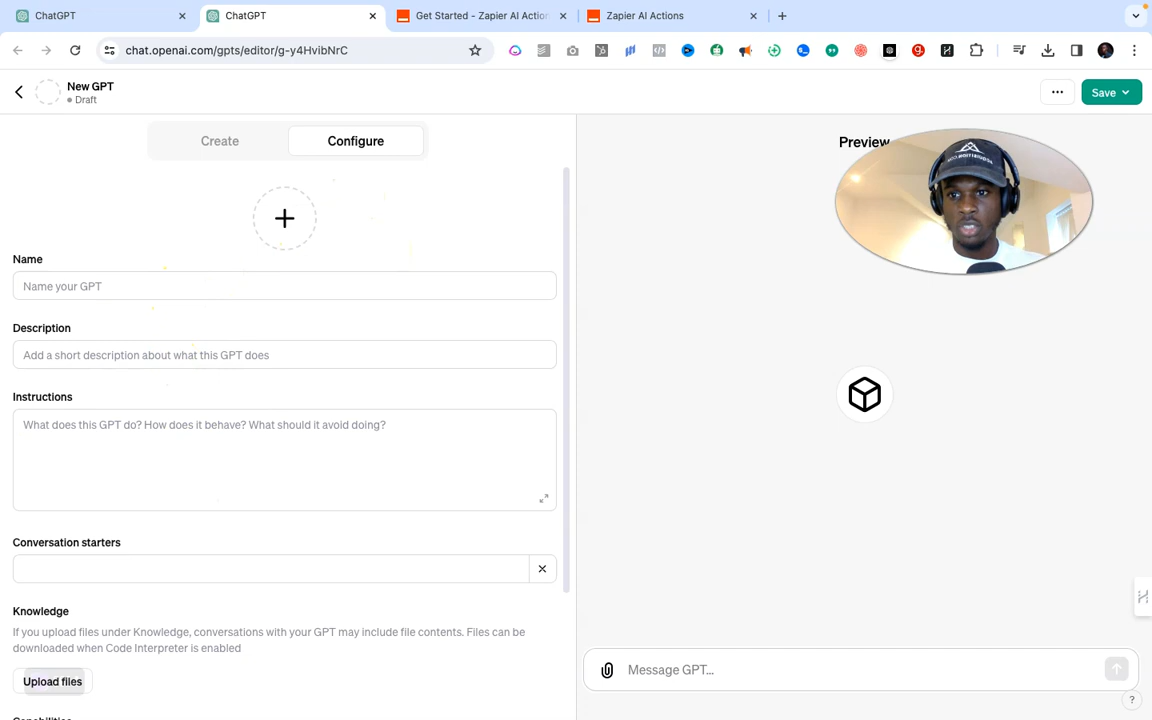 ChatGPT
ChatGPT
Get Started - Zapier AI Action
Zapier AI Actions
chat.openai.com/gpts/editor/g-y4HvibNrC
New GPT
Draft
Save
Create
Configure
Preview
Name
Name your GPT
Description
Add a short description about what this GPT does
Instructions
What does this GPT do? How does it behave? What should it avoid doing?
Conversation starters
Knowledge
If you upload files under Knowledge, conversations with your GPT may include file contents. Files can be
downloaded when Code Interpreter is enabled
Upload files
Message GPT...
?